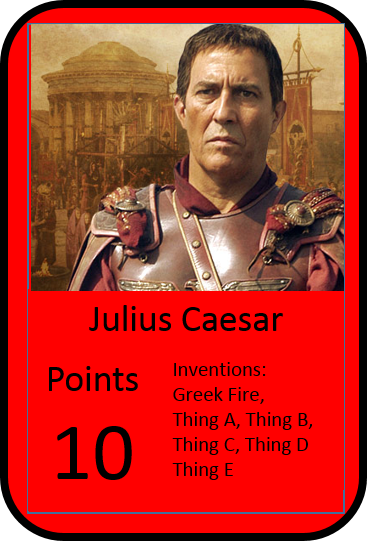 Julius Caesar
Points
10
Inventions:
Greek Fire,
Thing A, Thing B,
Thing C, Thing D
Thing E